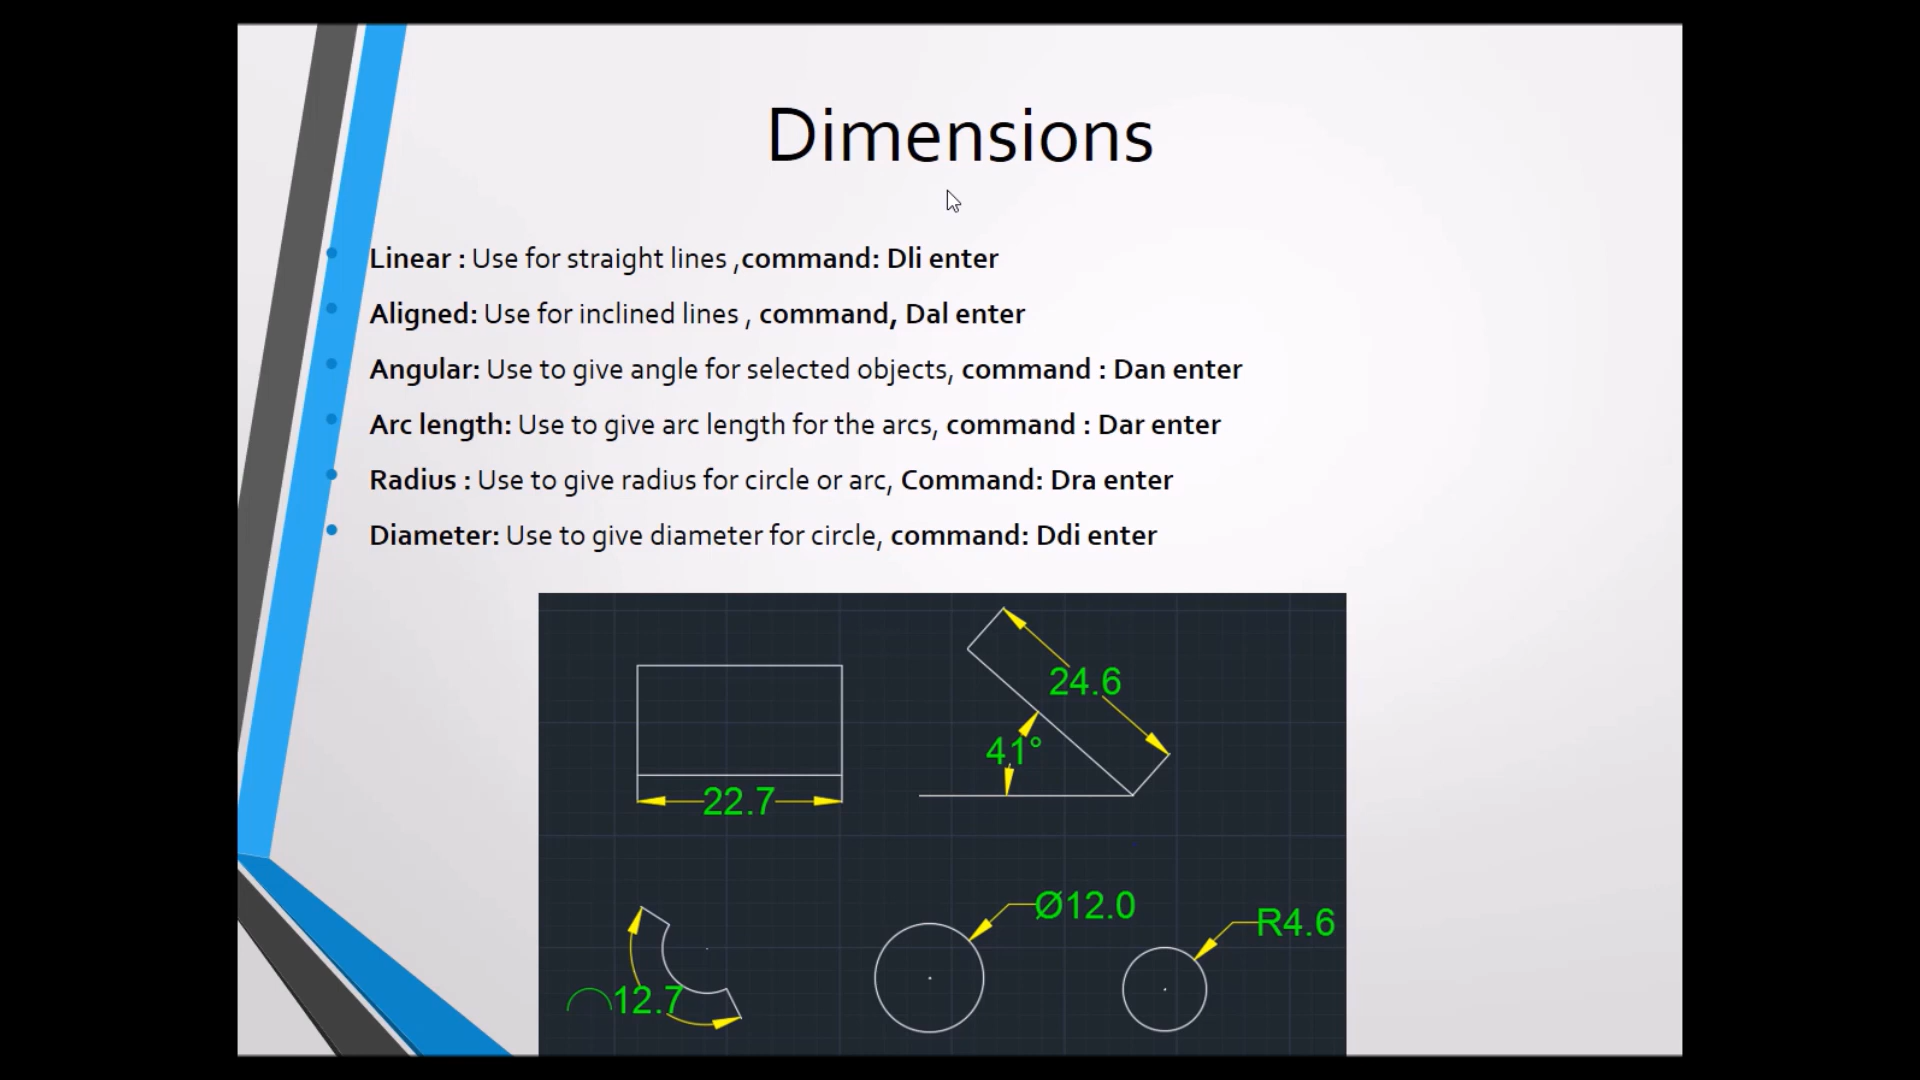 Dimensions
Linear : Use for straight lines ,command: Dli enter
Aligned: Use for inclined lines , command, Dal enter
Angular: Use to give angle for selected objects, command : Dan enter
Arc length: Use to give arc length for the arcs, command : Dar enter
Radius : Use to give radius for circle or arc, Command: Dra enter
Diameter: Use to give diameter for circle, command: Ddi enter
24.6
41°
22.7
Ø12.0
R4.6
⌒12.7